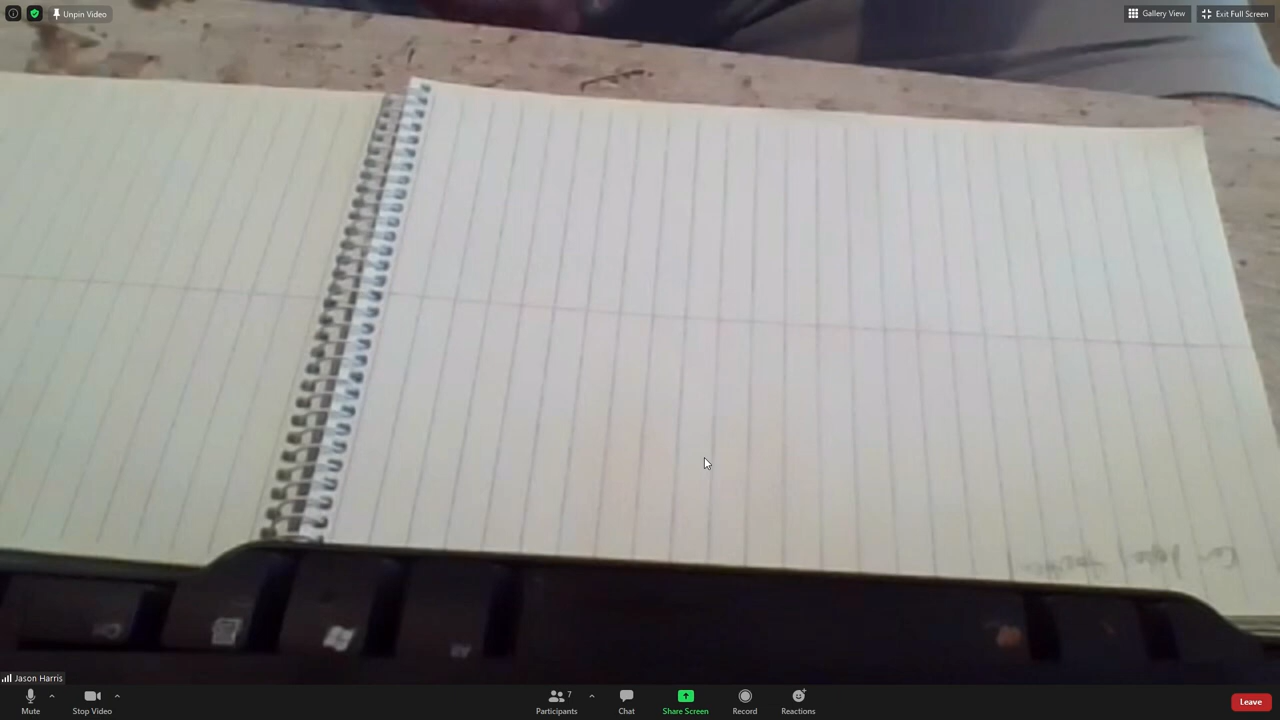 Unpin Video
Gallery View
Exit Full Screen
Jason Harris
Mute
Stop Video
7
Participants
Chat
Share Screen
Record
Reactions
Leave